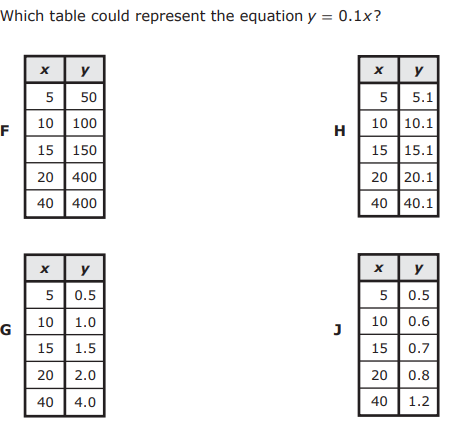 Which table could represent the equation y = 0.1x?
F
x y
5 50
10 100
15 150
20 400
40 400
H
x y
5 5.1
10 10.1
15 15.1
20 20.1
40 40.1
G
x y
5 0.5
10 1.0
15 1.5
20 2.0
40 4.0
J
x y
5 0.5
10 0.6
15 0.7
20 0.8
40 1.2